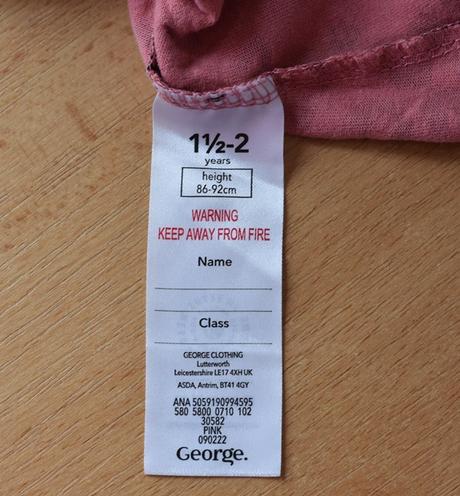 1½-2
years
height
86-92cm
WARNING
KEEP AWAY FROM FIRE
Name
Class
GEORGE CLOTHING
Lutterworth
Leicestershire LE17 4XH UK
ASDA, Antrim, BT41 4GY
ANA 5059190994595
580 5800 0710 102
30582
PINK
090222
George.